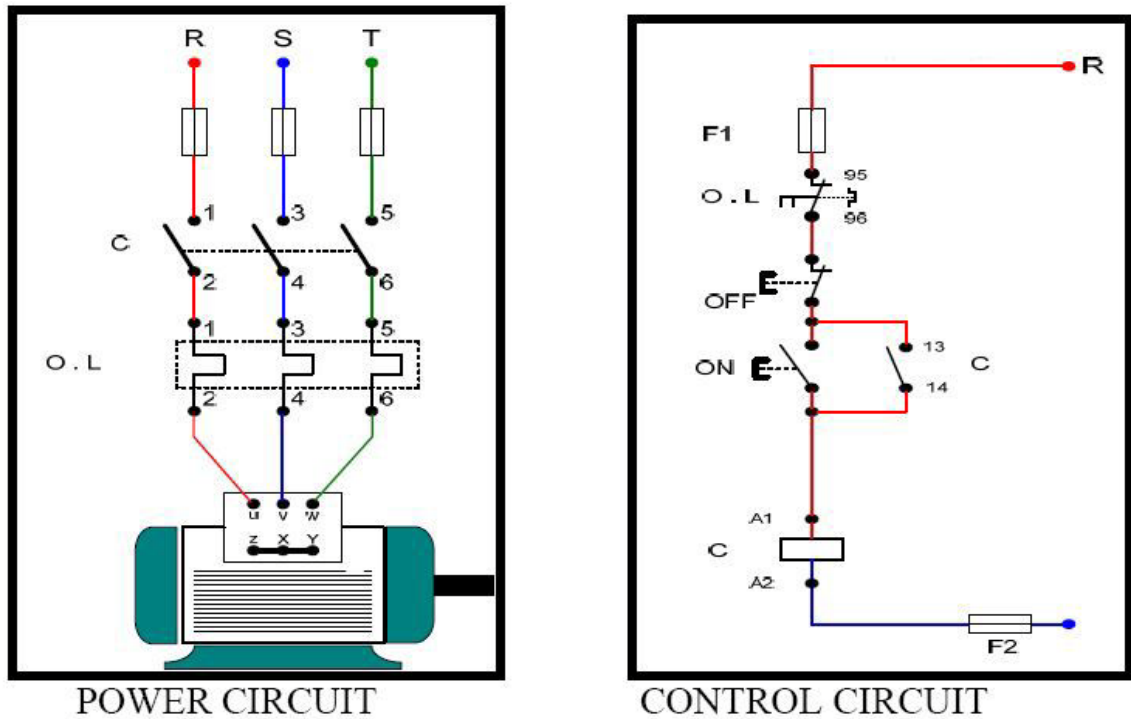 R S T
C
1 3 5
2 4 6
O.L
1 3 5
2 4 6
u v w
z X Y
POWER CIRCUIT
R
F1
O.L
95
96
OFF
ON
13
14
C
A1
C
A2
F2
CONTROL CIRCUIT